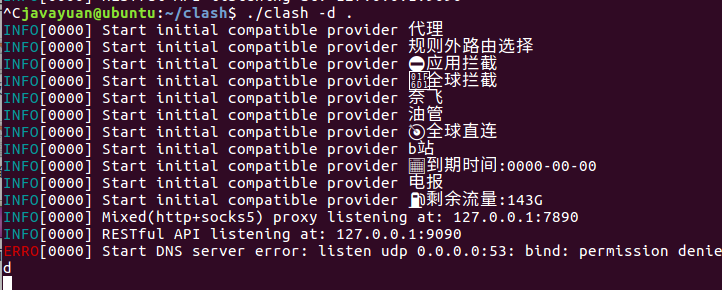 ^Cjavayuan@ubuntu:~/clash$ ./clash -d .
INFO[0000] Start initial compatible provider 代理
INFO[0000] Start initial compatible provider 规则外路由选择
INFO[0000] Start initial compatible provider ⛔应用拦截
INFO[0000] Start initial compatible provider 🛑全球拦截
INFO[0000] Start initial compatible provider 奈飞
INFO[0000] Start initial compatible provider 油管
INFO[0000] Start initial compatible provider 🎯全球直连
INFO[0000] Start initial compatible provider b站
INFO[0000] Start initial compatible provider 📅到期时间:0000-00-00
INFO[0000] Start initial compatible provider 电报
INFO[0000] Start initial compatible provider ⛽剩余流量:143G
INFO[0000] Mixed(http+socks5) proxy listening at: 127.0.0.1:7890
INFO[0000] RESTful API listening at: 127.0.0.1:9090
ERRO[0000] Start DNS server error: listen udp 0.0.0.0:53: bind: permission denie
d